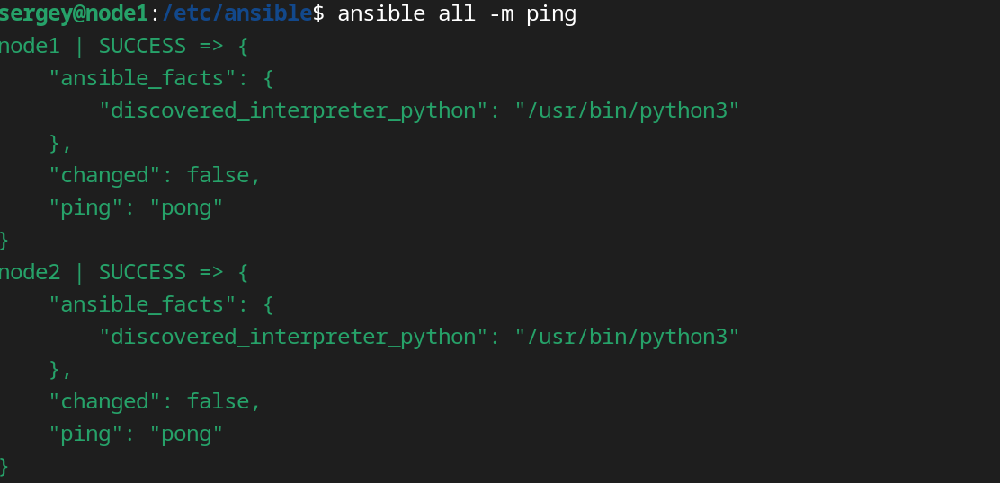 sergey@node1:/etc/ansible$ ansible all -m ping
node1 | SUCCESS => {
    "ansible_facts": {
        "discovered_interpreter_python": "/usr/bin/python3"
    },
    "changed": false,
    "ping": "pong"
}
node2 | SUCCESS => {
    "ansible_facts": {
        "discovered_interpreter_python": "/usr/bin/python3"
    },
    "changed": false,
    "ping": "pong"
}